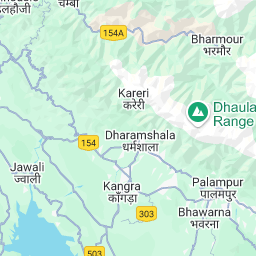 चम्बा
154A
Bharmour
भरमौर
Kareri
करेरी
Dhaula
Range
Dharamshala
धर्मशाला
154
Jawali
ज्वाली
Kangra
काँगड़ा
Palampur
पालमपुर
303
Bhawarna
भवरना
503